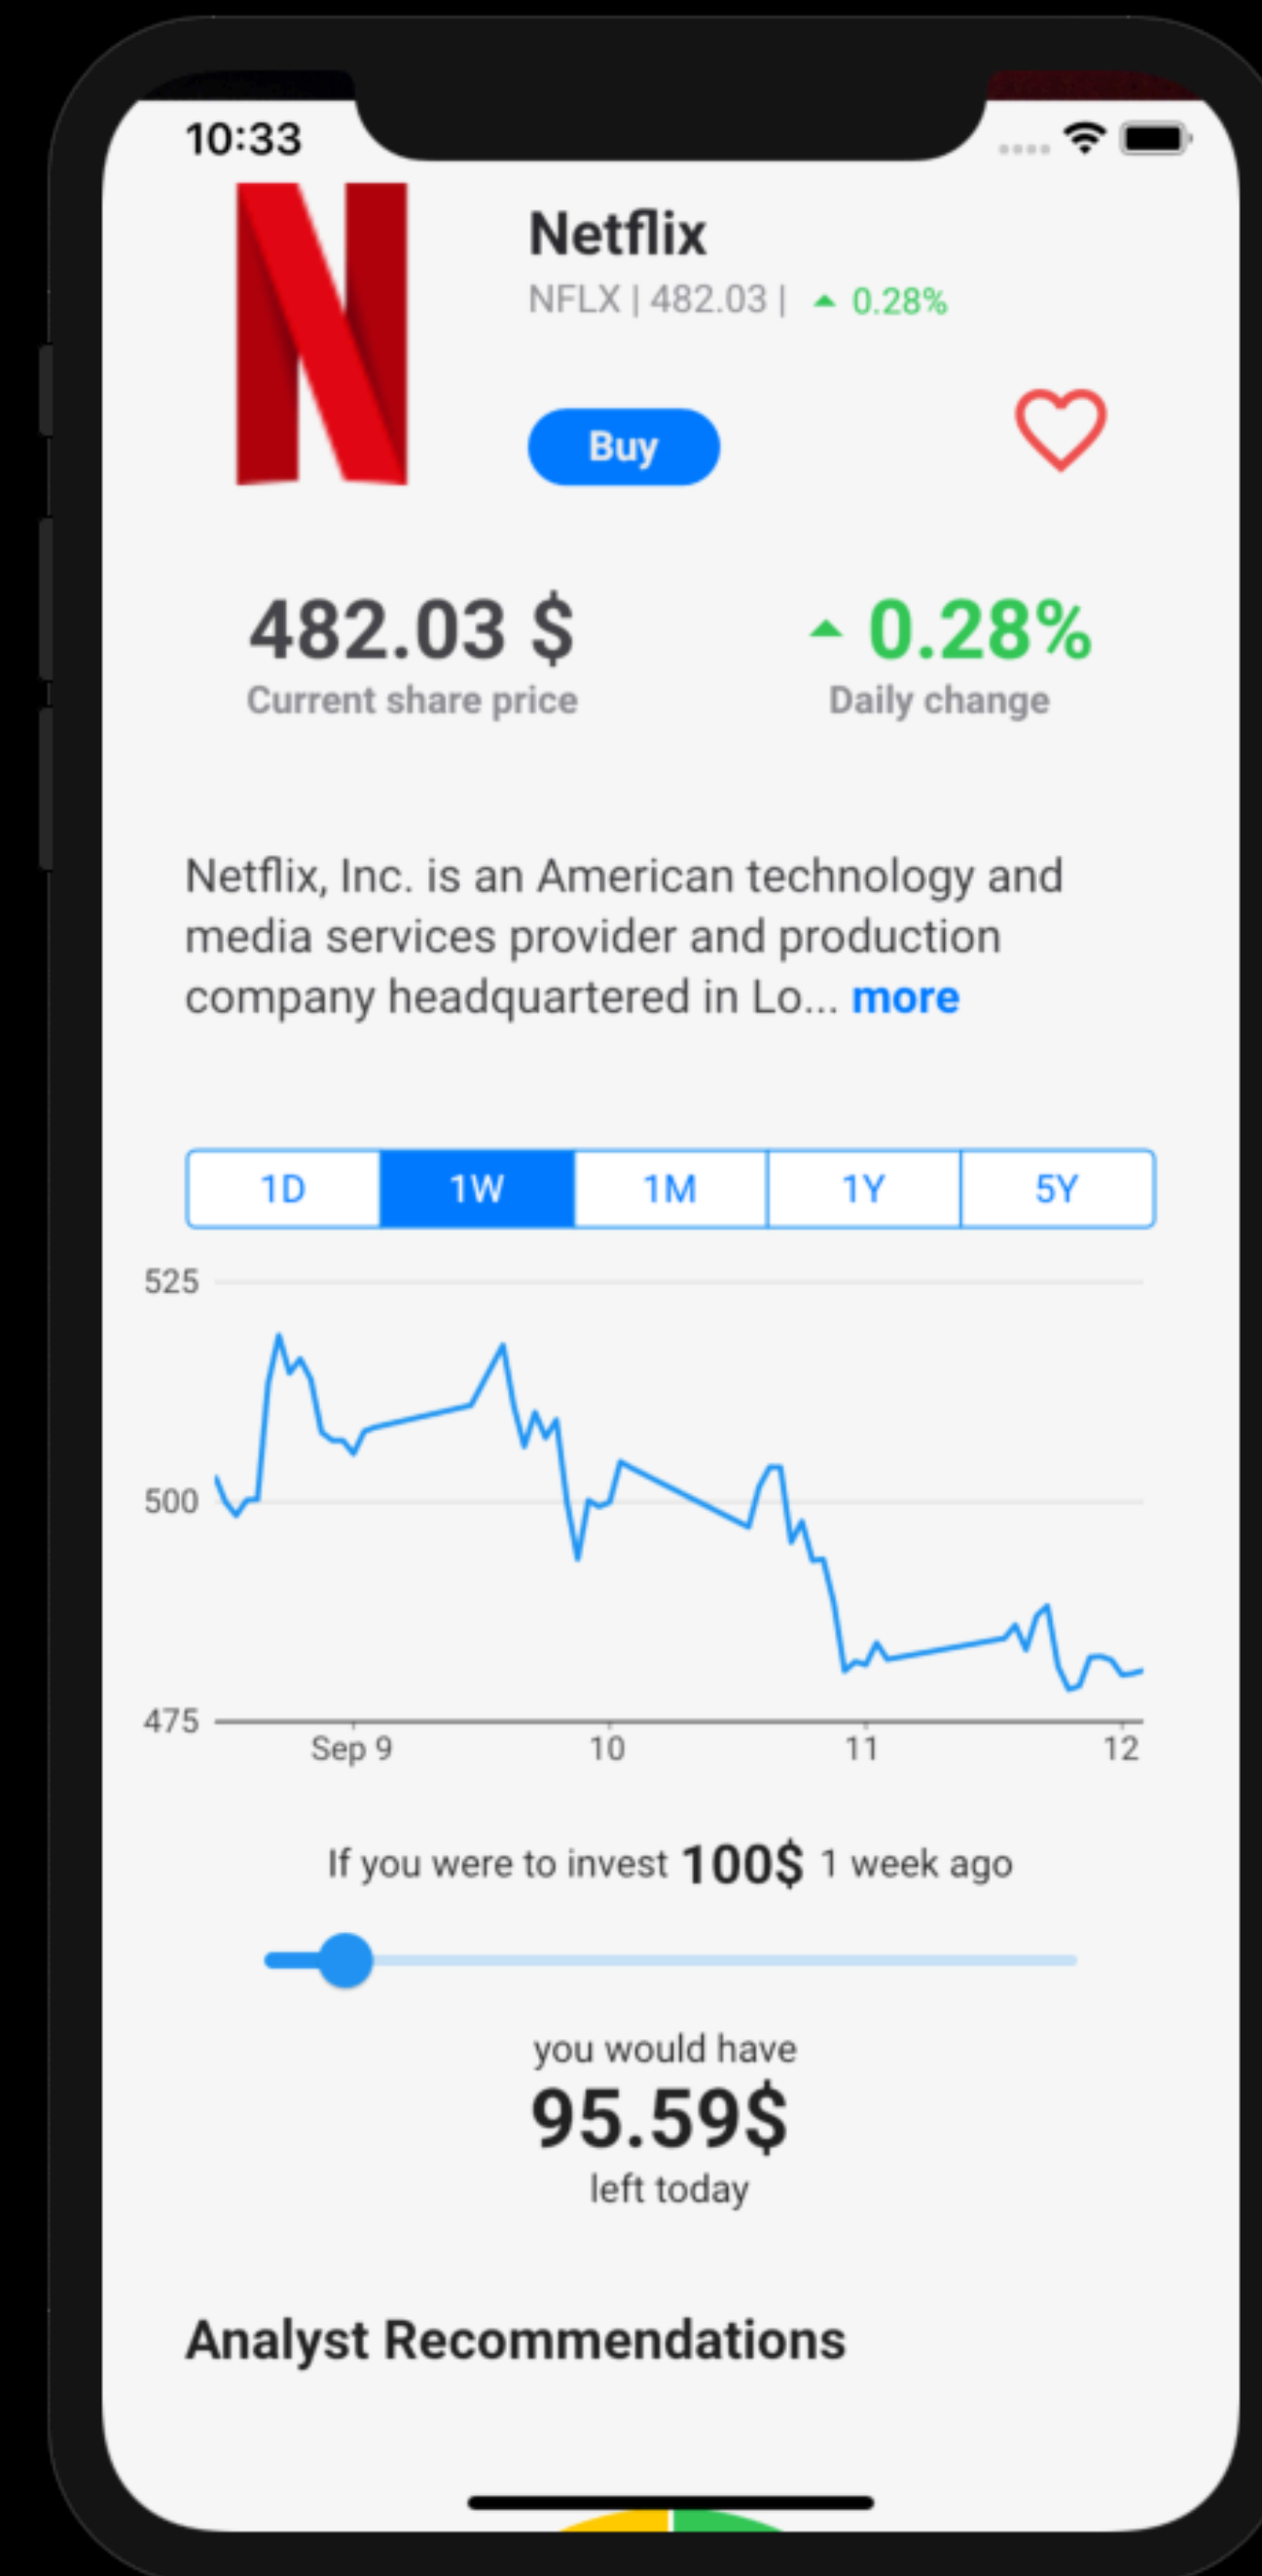 10:33
Netflix
NFLX | 482.03 | ▲ 0.28%
Buy
482.03 $
▲ 0.28%
Current share price
Daily change
Netflix, Inc. is an American technology and
media services provider and production
company headquartered in Lo... more
1D 1W 1M 1Y 5Y
525
500
475
Sep 9 10 11 12
If you were to invest 100$ 1 week ago
you would have
95.59$
left today
Analyst Recommendations